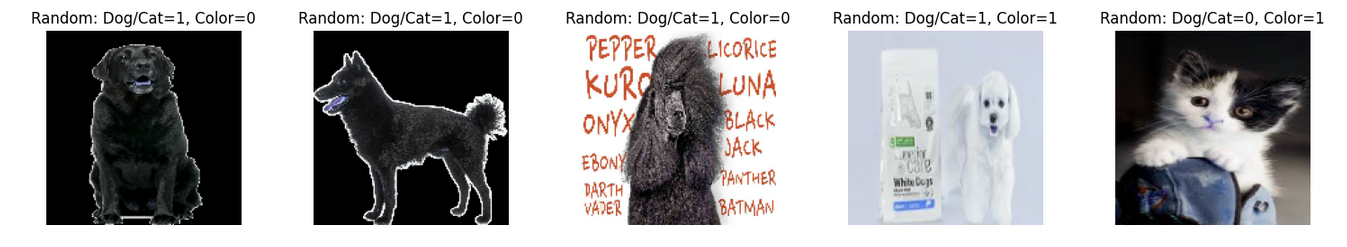 Random: Dog/Cat=1, Color=0
Random: Dog/Cat=1, Color=0
Random: Dog/Cat=1, Color=0
Random: Dog/Cat=1, Color=1
Random: Dog/Cat=0, Color=1
PEPPER LICORICE
KURO LUNA
ONYX BLACK
JACK
EBONY
PANTHER
DARTH
VADER BATMAN
Superior
Care
White Dogs